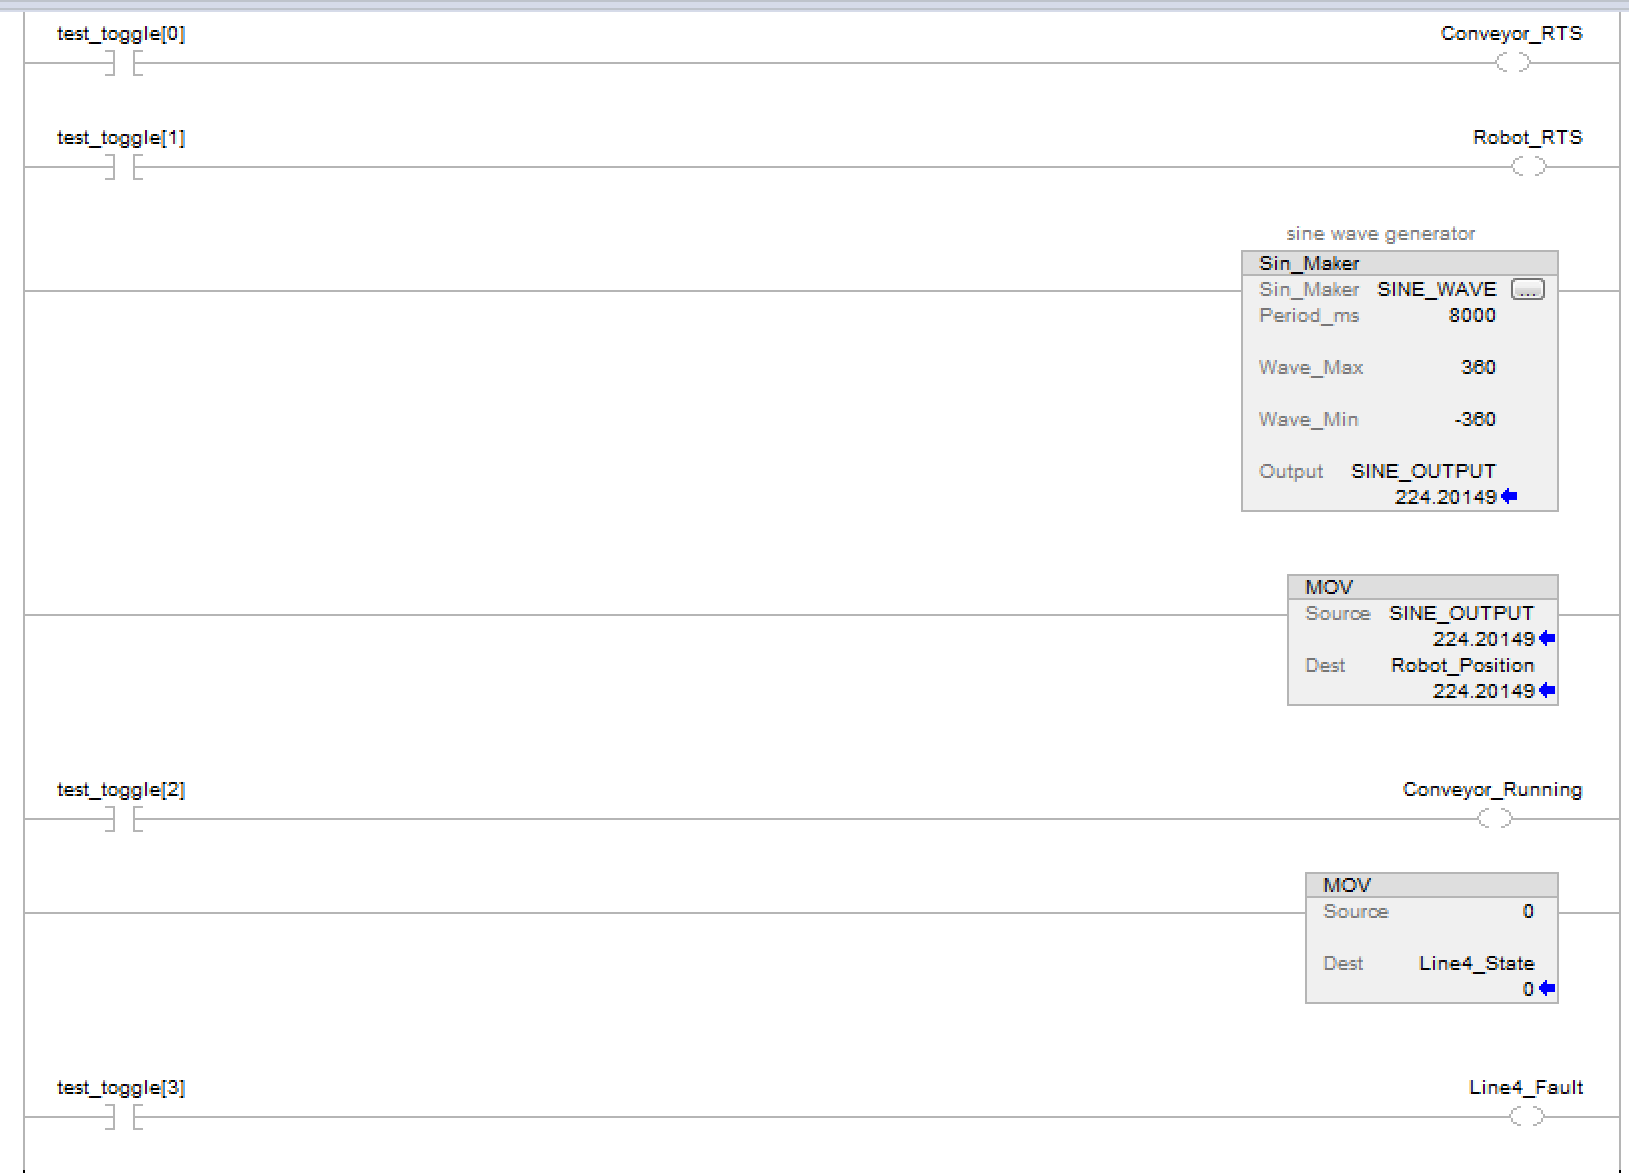 test_toggle[0] Conveyor_RTS
test_toggle[1] Robot_RTS
sine wave generator
Sin_Maker
Sin_Maker SINE_WAVE ...
Period_ms 8000
Wave_Max 360
Wave_Min -360
Output SINE_OUTPUT
224.20149
MOV
Source SINE_OUTPUT
224.20149
Dest Robot_Position
224.20149
test_toggle[2] Conveyor_Running
MOV
Source 0
Dest Line4_State
0
test_toggle[3] Line4_Fault